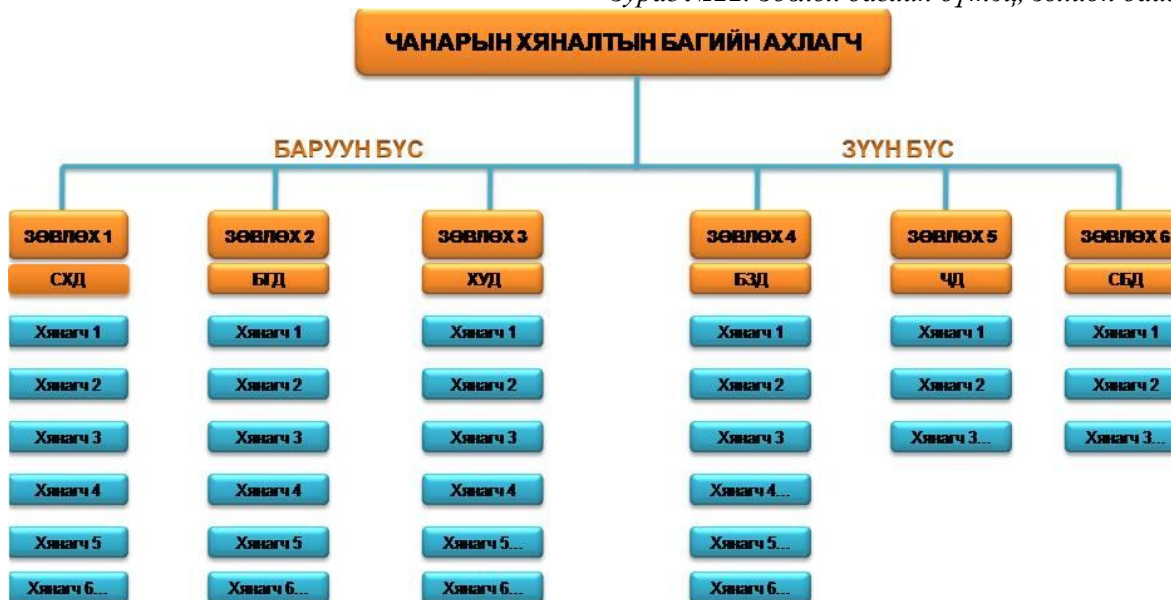 ЧАНАРЫН ХЯНАЛТЫН БАГИЙН АХЛАГЧ
БАРУУН БҮС
ЗҮҮН БҮС
ЗӨВЛӨХ 1
СХД
Хянагч 1
Хянагч 2
Хянагч 3
Хянагч 4
Хянагч 5
Хянагч 6...
ЗӨВЛӨХ 2
БГД
Хянагч 1
Хянагч 2
Хянагч 3
Хянагч 4
Хянагч 5
Хянагч 6...
ЗӨВЛӨХ 3
ХУД
Хянагч 1
Хянагч 2
Хянагч 3
Хянагч 4
Хянагч 5...
Хянагч 6...
ЗӨВЛӨХ 4
БЗД
Хянагч 1
Хянагч 2
Хянагч 3
Хянагч 4...
Хянагч 5...
Хянагч 6...
ЗӨВЛӨХ 5
ЧД
Хянагч 1
Хянагч 2
Хянагч 3...
ЗӨВЛӨХ 6
СБД
Хянагч 1
Хянагч 2
Хянагч 3...